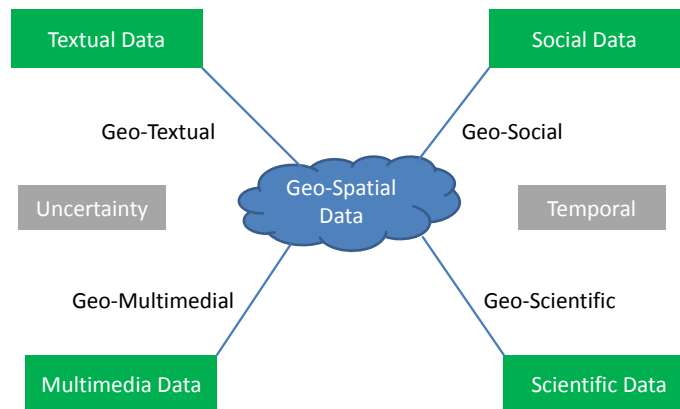 Textual Data
Social Data
Geo-Textual
Geo-Social
Geo-Spatial
Data
Uncertainty
Temporal
Geo-Multimedial
Geo-Scientific
Multimedia Data
Scientific Data